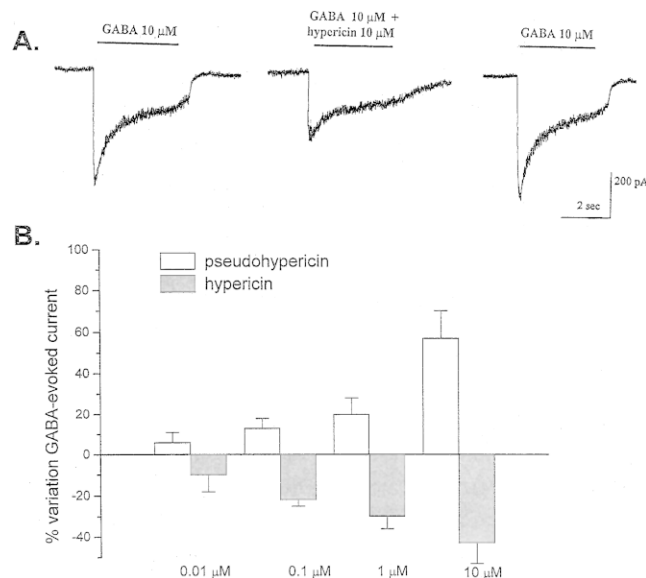 A.
GABA 10 µM
GABA 10 µM +
hypericin 10 µM
GABA 10 µM
200 pA
2 sec
B.
pseudohypericin
hypericin
% variation GABA-evoked current
100
80
60
40
20
0
-20
-40
0.01 µM
0.1 µM
1 µM
10 µM